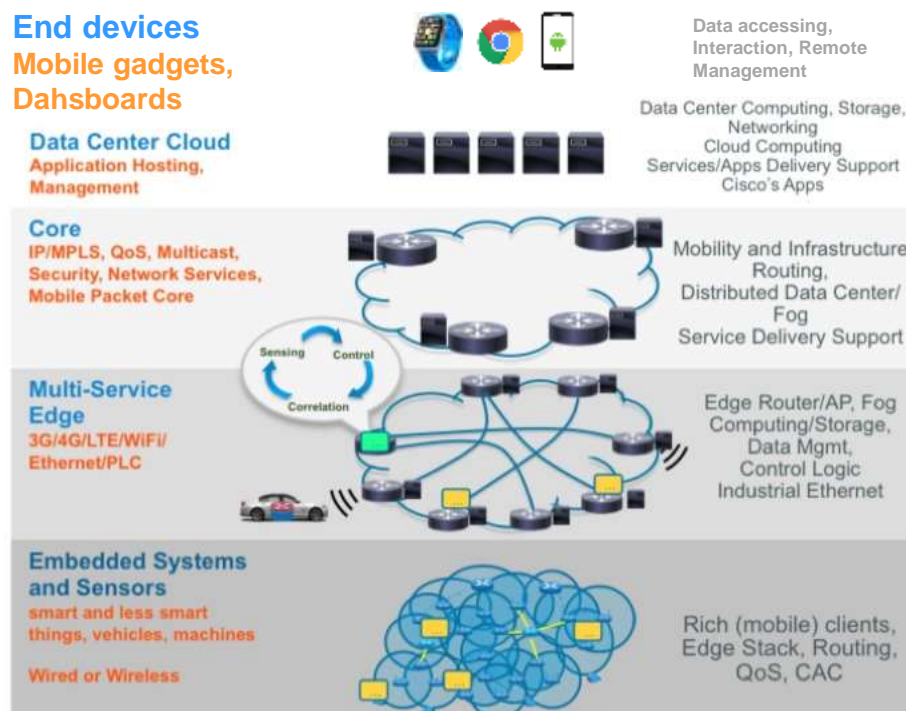 End devices
Mobile gadgets,
Dahsboards
Data accessing,
Interaction, Remote
Management
Data Center Cloud
Application Hosting,
Management
Data Center Computing, Storage,
Networking
Cloud Computing
Services/Apps Delivery Support
Cisco's Apps
Core
IP/MPLS, QoS, Multicast,
Security, Network Services,
Mobile Packet Core
Mobility and Infrastructure
Routing,
Distributed Data Center/
Fog
Service Delivery Support
Sensing
Control
Correlation
Multi-Service
Edge
3G/4G/LTE/WiFi/
Ethernet/PLC
Edge Router/AP, Fog
Computing/Storage,
Data Mgmt,
Control Logic
Industrial Ethernet
Embedded Systems
and Sensors
smart and less smart
things, vehicles, machines
Wired or Wireless
Rich (mobile) clients,
Edge Stack, Routing,
QoS, CAC